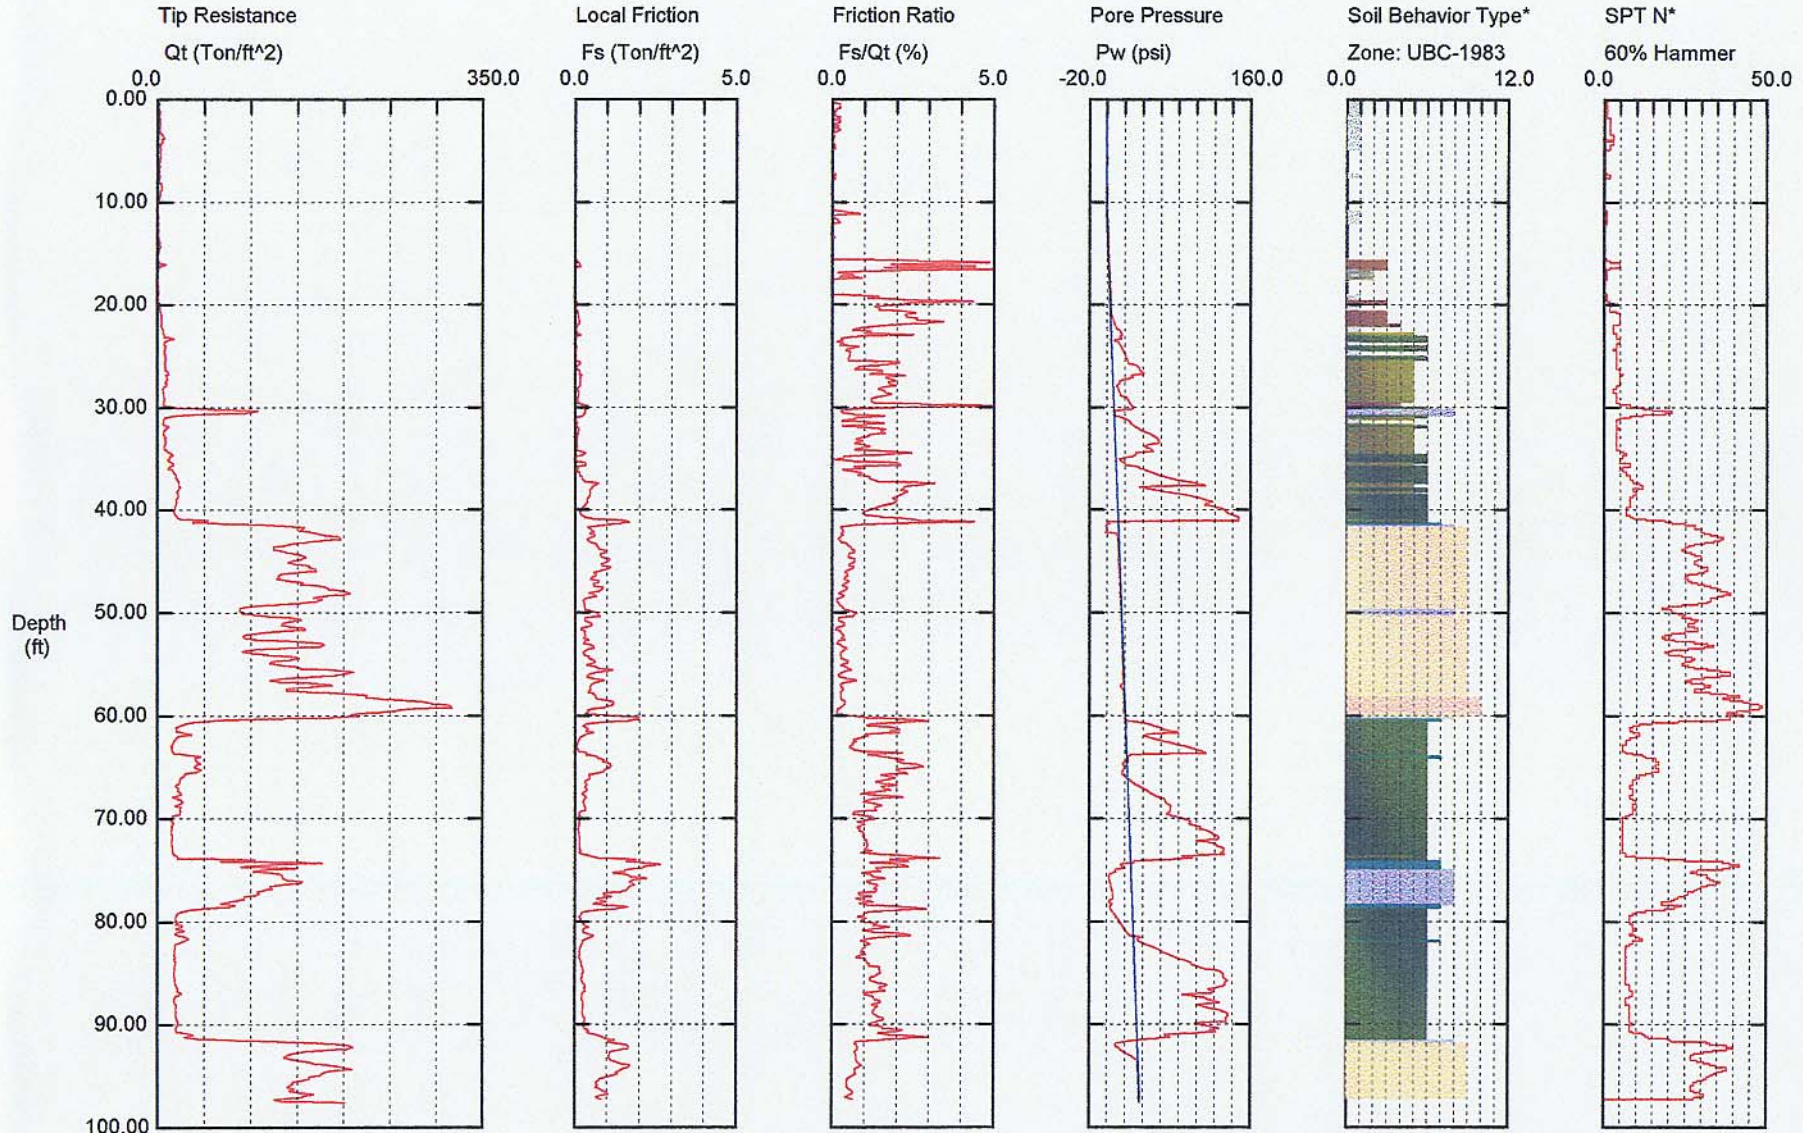 Tip Resistance
Qt (Ton/ft^2)
0.0 350.0
Local Friction
Fs (Ton/ft^2)
0.0 5.0
Friction Ratio
Fs/Qt (%)
0.0 5.0
Pore Pressure
Pw (psi)
-20.0 160.0
Soil Behavior Type*
Zone: UBC-1983
0.0 12.0
SPT N*
60% Hammer
0.0 50.0
0.00
10.00
20.00
30.00
40.00
50.00
Depth
(ft)
60.00
70.00
80.00
90.00
100.00